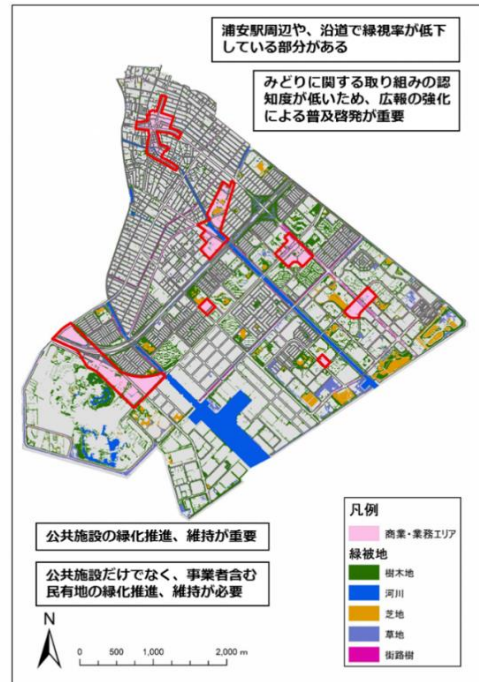 浦安駅周辺や、沿道で緑視率が低下
している部分がある
みどりに関する取り組みの認
知度が低いため、広報の強化
による普及啓発が重要
公共施設の緑化推進、維持が重要
公共施設だけでなく、事業者含む
民有地の緑化推進、維持が必要
N
0 500 1,000 2,000 m
凡例
商業・業務エリア
緑被地
樹木地
河川
芝地
草地
街路樹